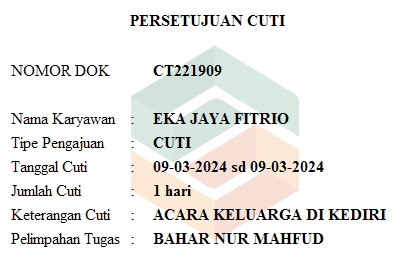 PERSETUJUAN CUTI
NOMOR DOK CT221909
Nama Karyawan : EKA JAYA FITRIO
Tipe Pengajuan : CUTI
Tanggal Cuti : 09-03-2024 sd 09-03-2024
Jumlah Cuti : 1 hari
Keterangan Cuti : ACARA KELUARGA DI KEDIRI
Pelimpahan Tugas : BAHAR NUR MAHFUD